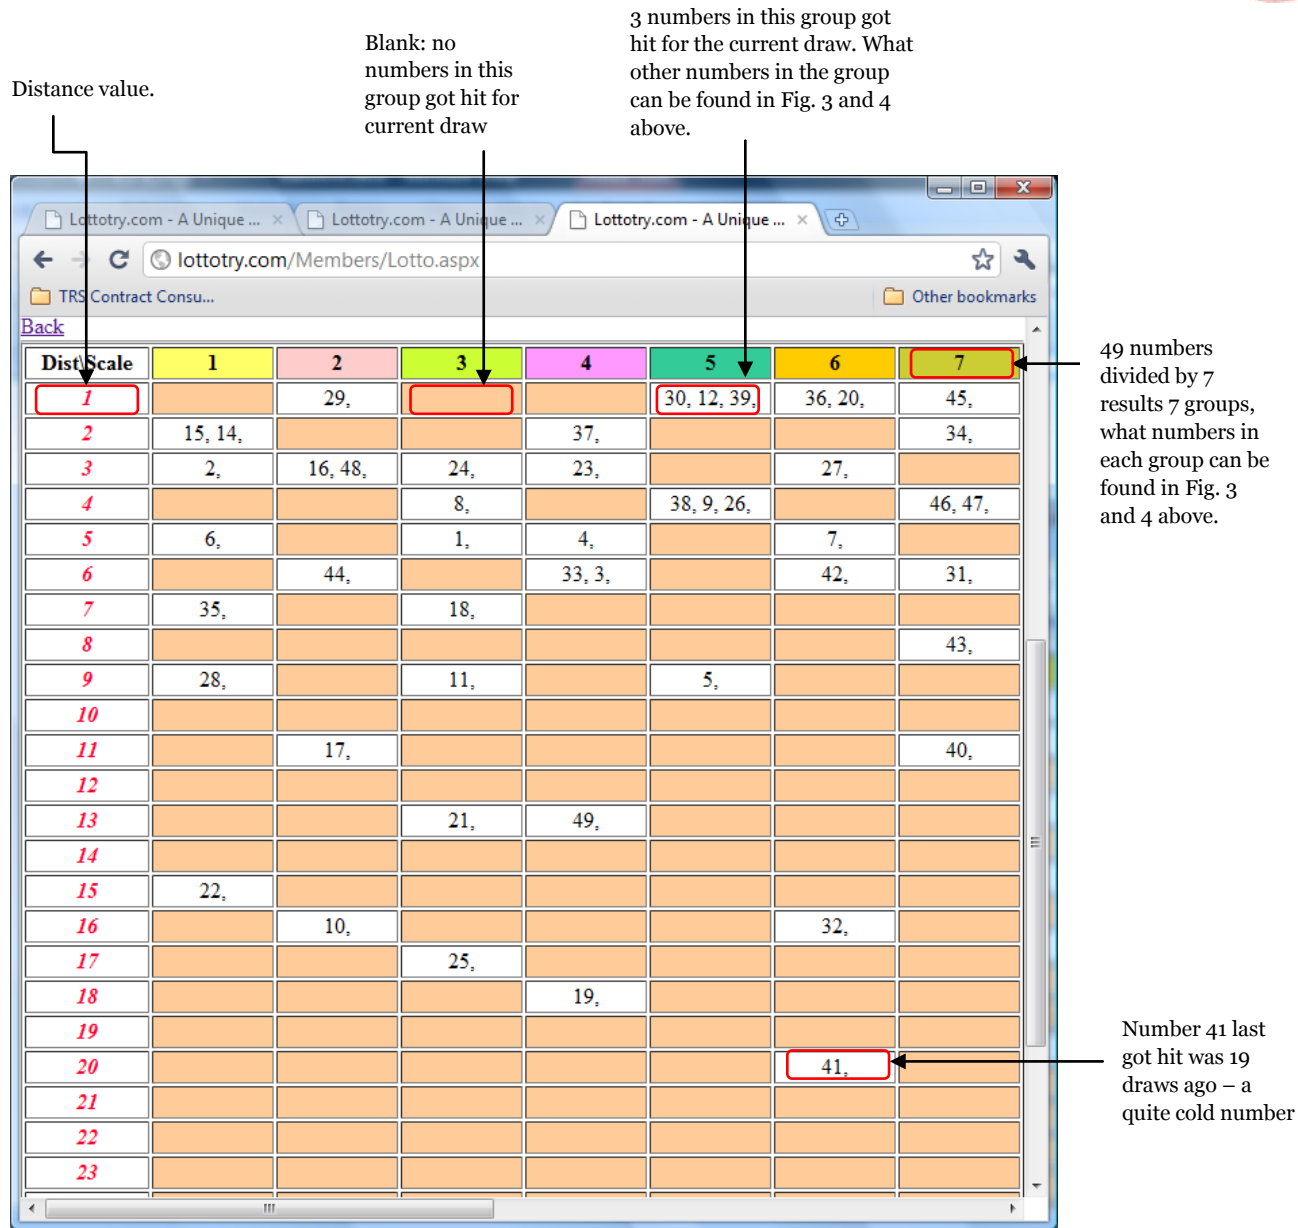 3 numbers in this group got
hit for the current draw. What
other numbers in the group
can be found in Fig. 3 and 4
above.
Blank: no
numbers in this
group got hit for
current draw
Distance value.
Lottotry.com - A Unique ...
Lottotry.com - A Unique ...
Lottotry.com - A Unique ...
lottotry.com/Members/Lotto.aspx
TRS Contract Consu...
Other bookmarks
Back
Dist\Scale 1 2 3 4 5 6 7
1 29, 30, 12, 39, 36, 20, 45,
2 15, 14, 37, 34,
3 2, 16, 48, 24, 23, 27,
4 8, 38, 9, 26, 46, 47,
5 6, 1, 4, 7,
6 44, 33, 3, 42, 31,
7 35, 18,
8 43,
9 28, 11, 5,
10
11 17, 40,
12
13 21, 49,
14
15 22,
16 10, 32,
17 25,
18 19,
19
20 41,
21
22
23
49 numbers
divided by 7
results 7 groups,
what numbers in
each group can be
found in Fig. 3
and 4 above.
Number 41 last
got hit was 19
draws ago – a
quite cold number